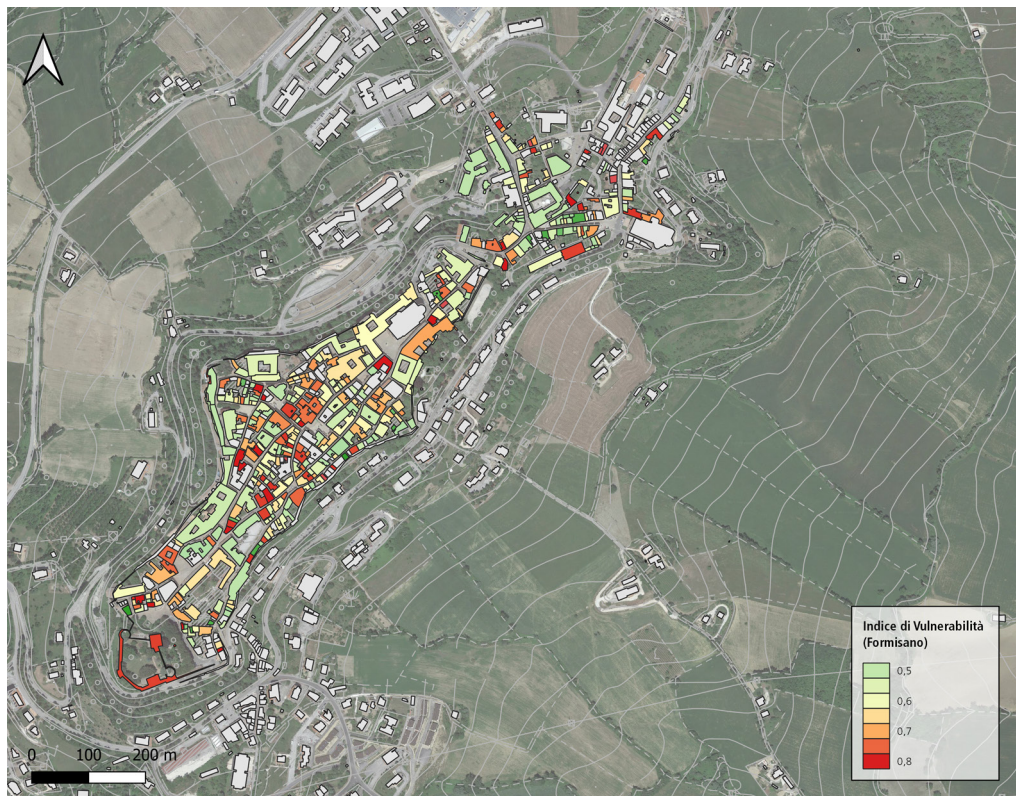 0 100 200 m
Indice di Vulnerabilità
(Formisano)
0,5
0,6
0,7
0,8